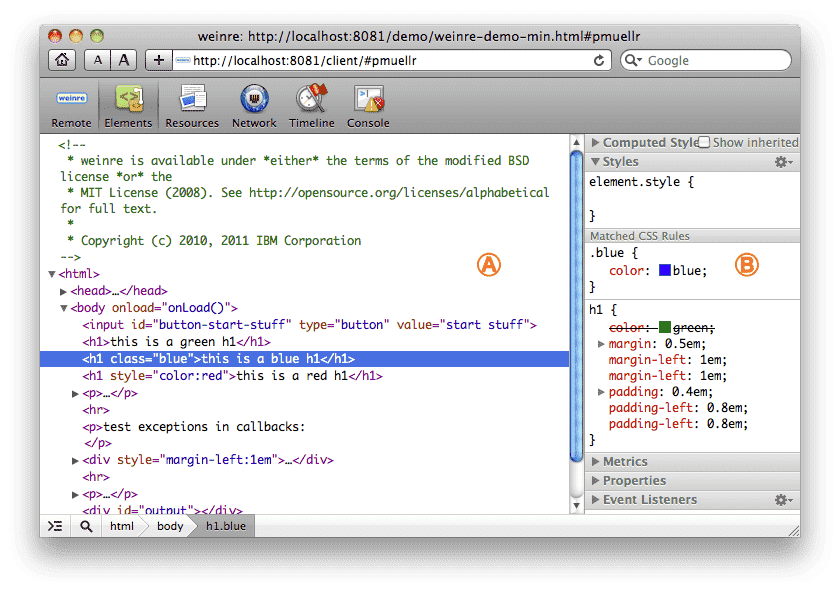 weinre: http://localhost:8081/demo/weinre-demo-min.html#pmuellr
A A + http://localhost:8081/client/#pmuellr Google
weinre
Remote Elements Resources Network Timeline Console
<!--
* weinre is available under *either* the terms of the modified BSD
license *or* the
* MIT License (2008). See http://opensource.org/licenses/alphabetical
for full text.
*
* Copyright (c) 2010, 2011 IBM Corporation
-->
▼<html>
▶<head>…</head>
▼<body onload="onLoad()">
<input id="button-start-stuff" type="button" value="start stuff">
<h1>this is a green h1</h1>
<h1 class="blue">this is a blue h1</h1>
<h1 style="color:red">this is a red h1</h1>
▶<p>…</p>
<hr>
<p>test exceptions in callbacks:
</p>
▶<div style="margin-left:1em">…</div>
<hr>
▶<p>…</p>
<div id="output"></div>
A
▶Computed Style Show inherited
▼Styles
element.style {
}
Matched CSS Rules
.blue {
color: blue;
}
B
h1 {
color: green;
▶margin: 0.5em;
margin-left: 1em;
margin-left: 1em;
▶padding: 0.4em;
padding-left: 0.8em;
padding-left: 0.8em;
}
▶Metrics
▶Properties
▶Event Listeners
html body h1.blue